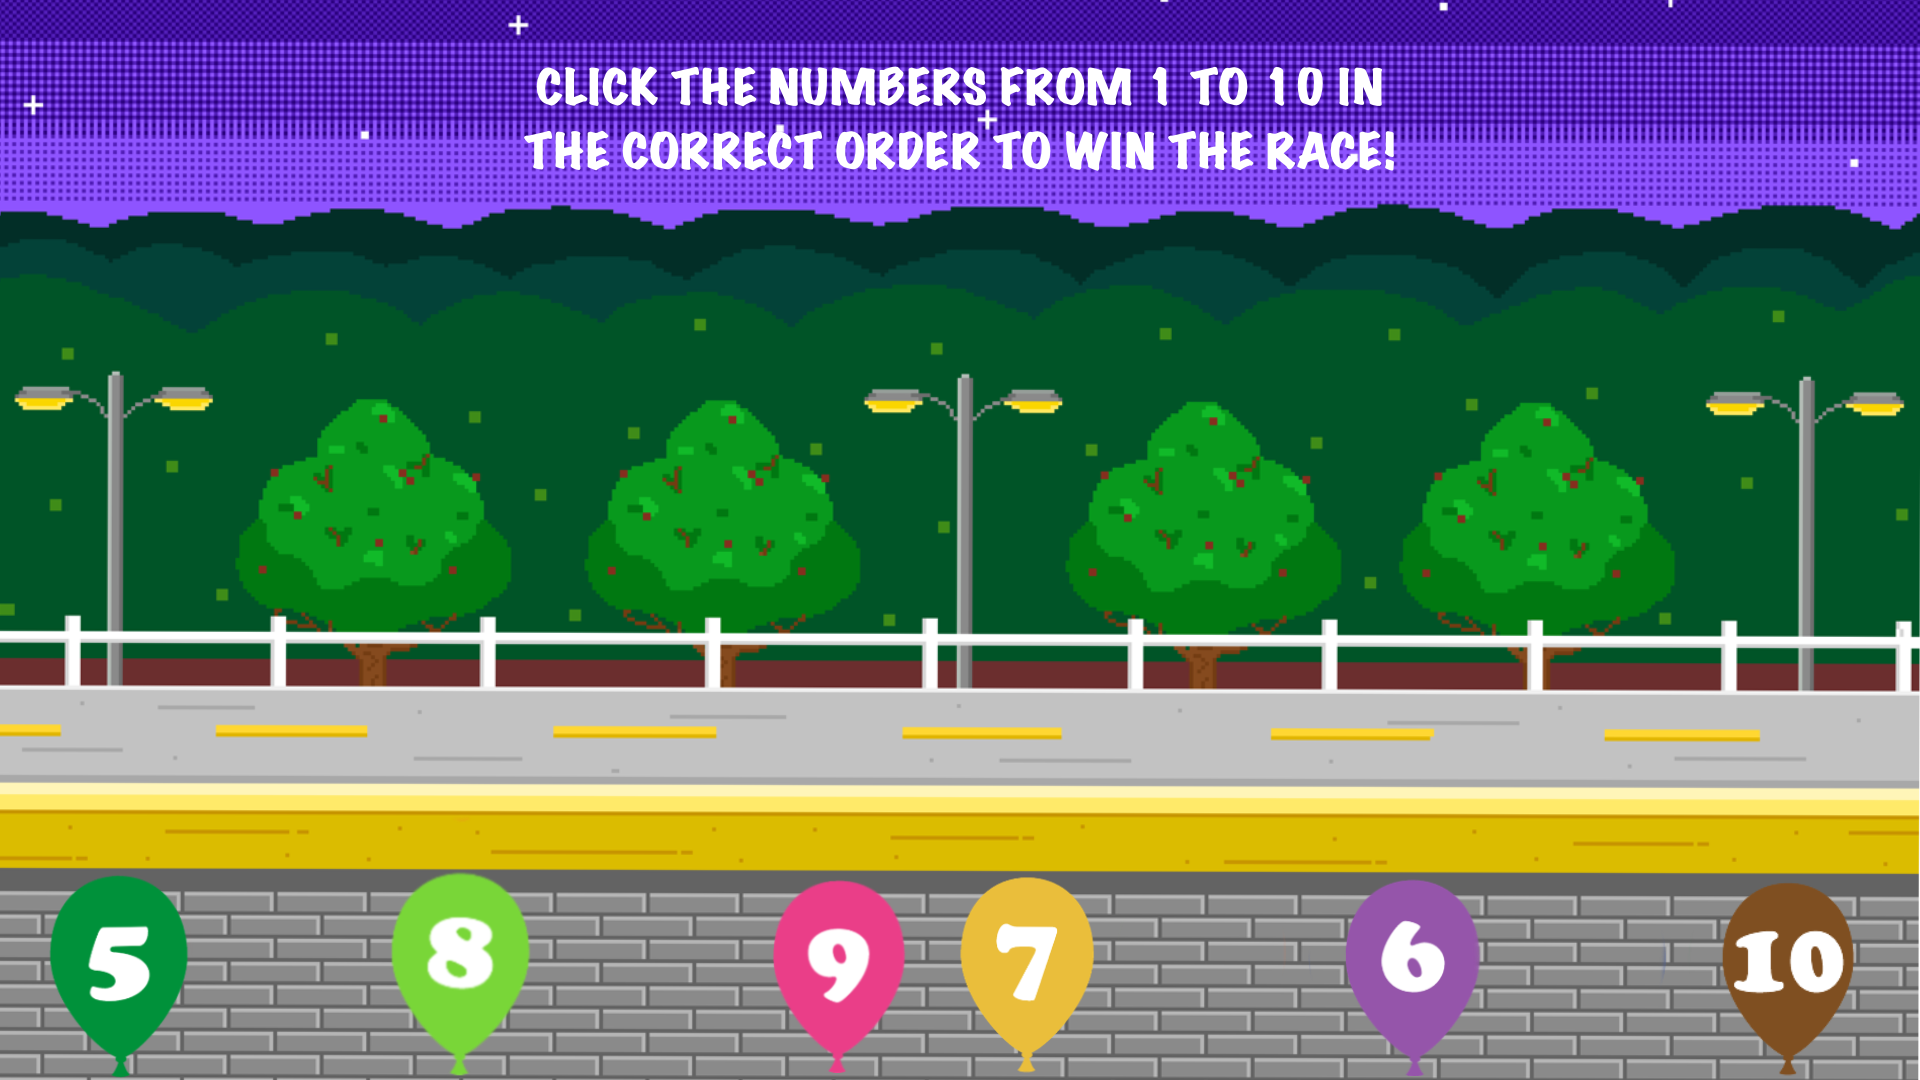 CLICK THE NUMBERS FROM 1 TO 10 IN
THE CORRECT ORDER TO WIN THE RACE!
5 8 9 7 6 10